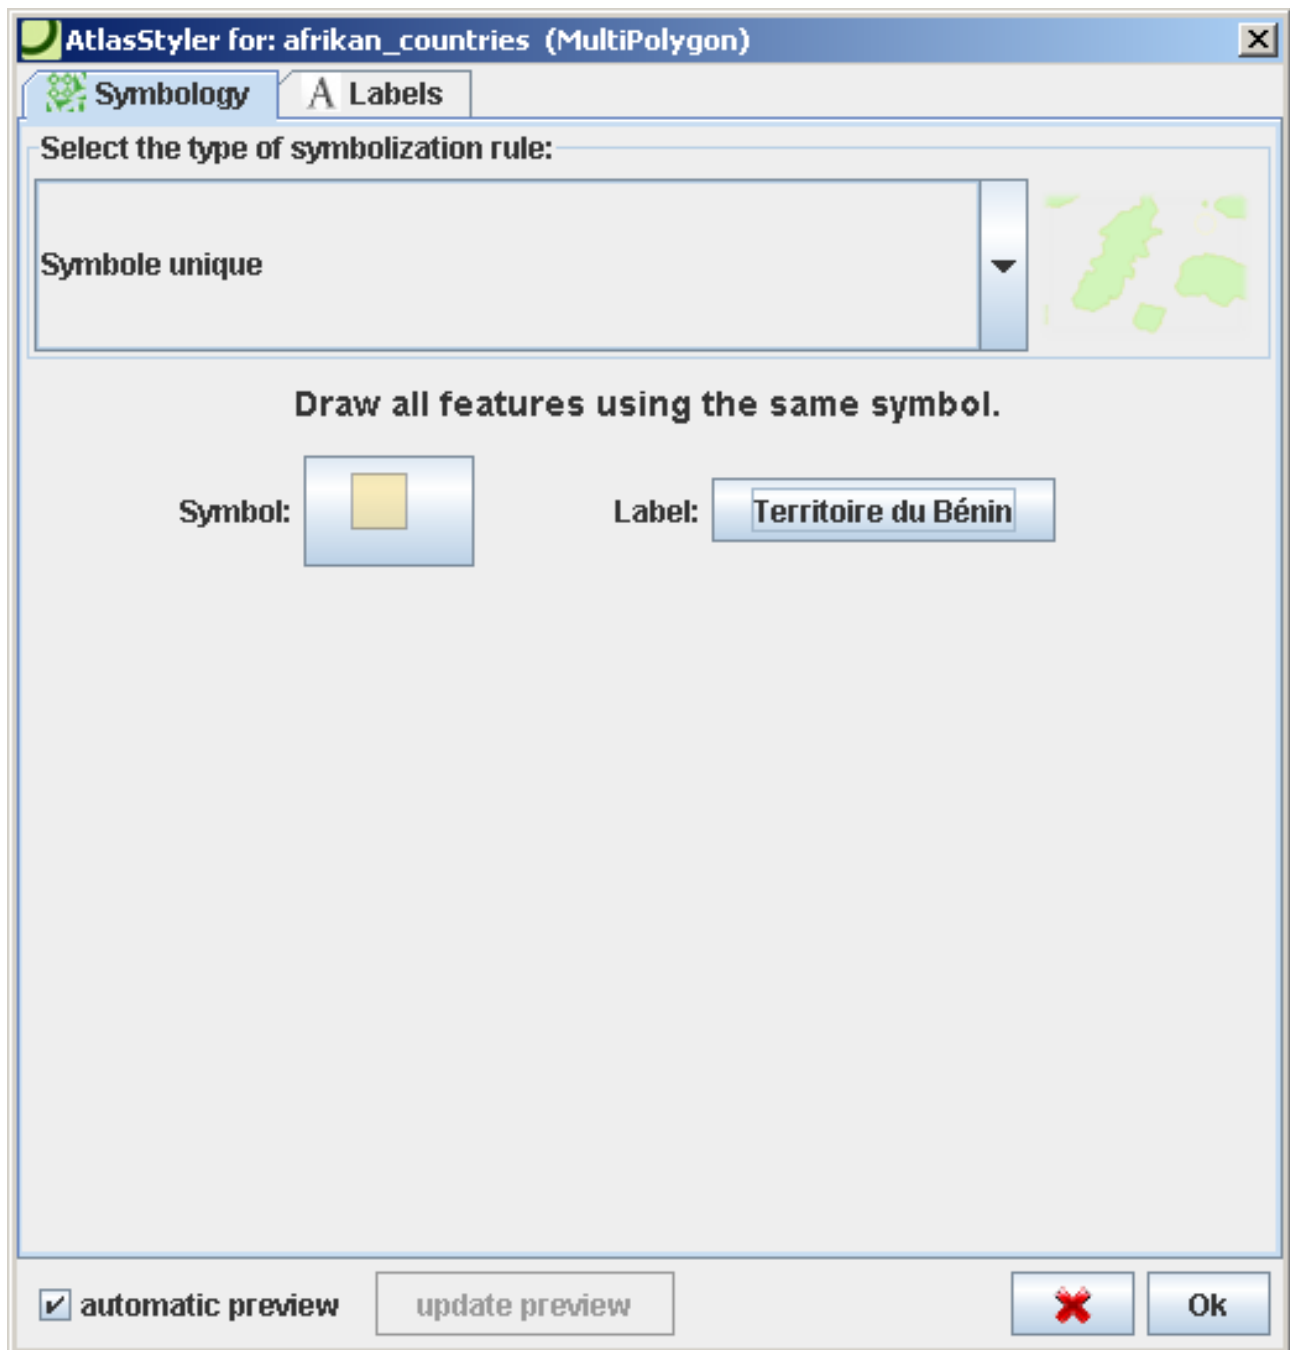 AtlasStyler for: afrikan_countries (MultiPolygon)
Symbology
A Labels
Select the type of symbolization rule:
Symbole unique
Draw all features using the same symbol.
Symbol:
Label: Territoire du Bénin
automatic preview
update preview
Ok